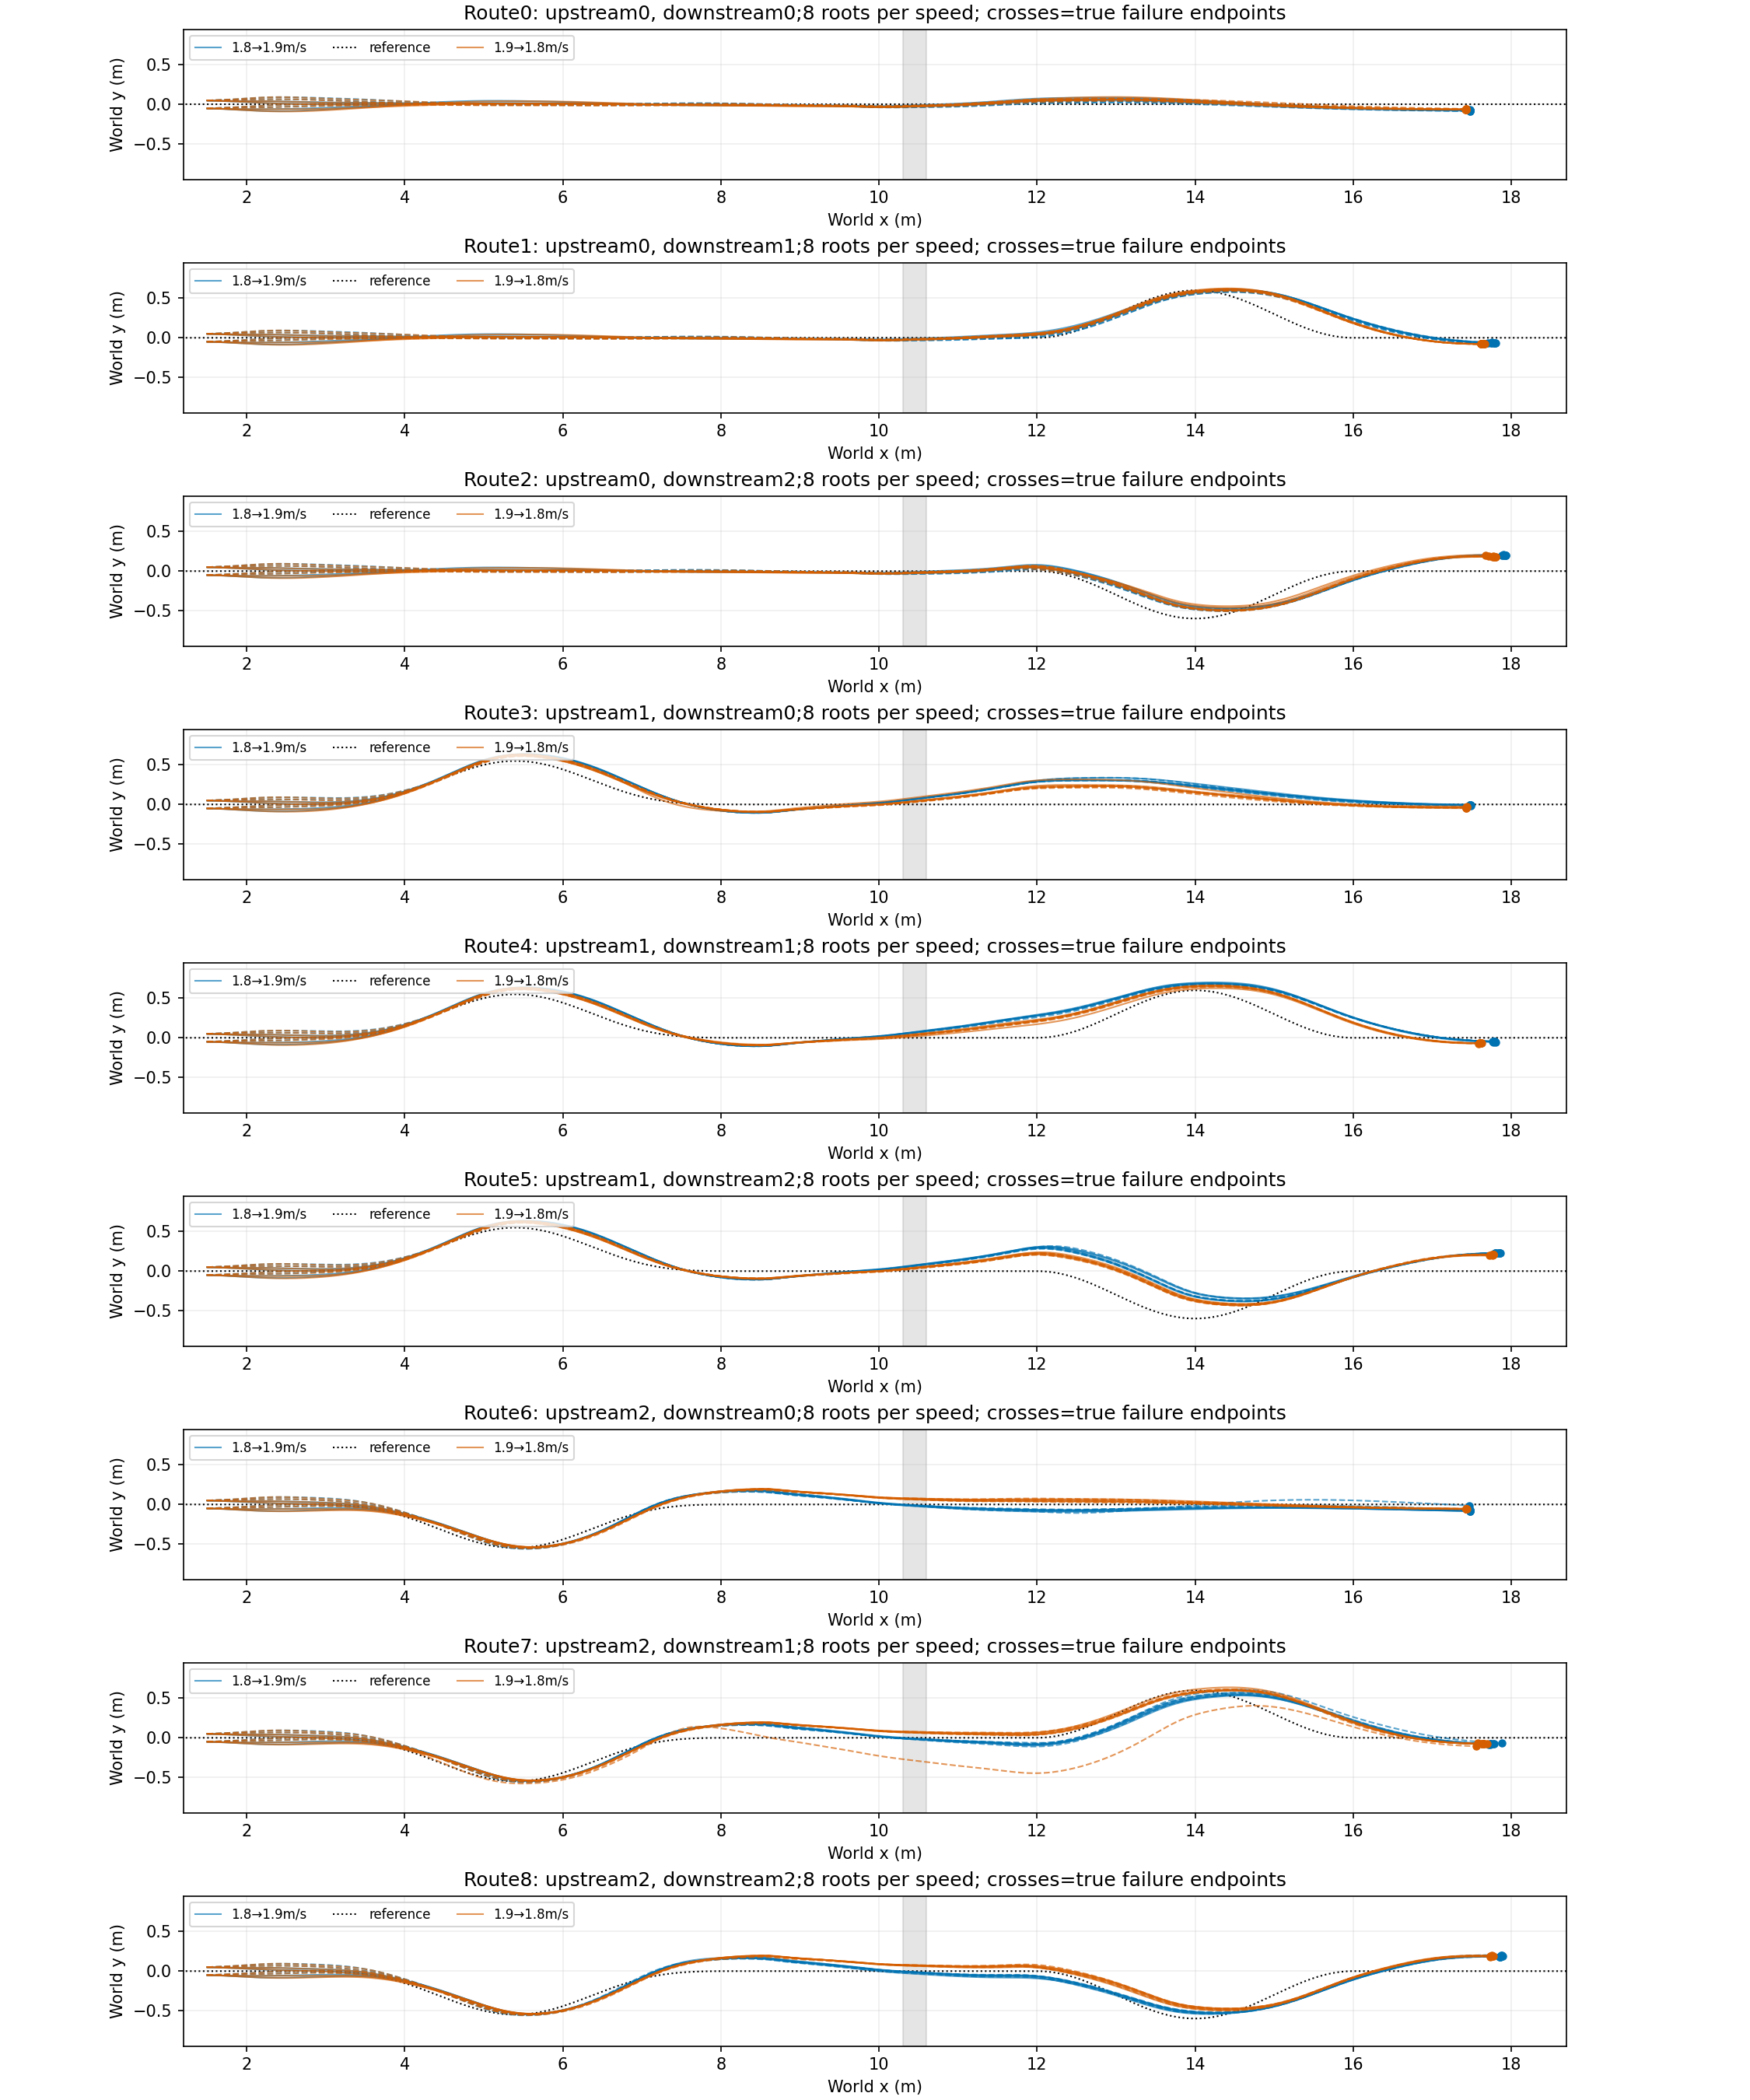 Route0: upstream0, downstream0;8 roots per speed; crosses=true failure endpoints
1.8→1.9m/s reference 1.9→1.8m/s
0.5
0.0
−0.5
World y (m)
2 4 6 8 10 12 14 16 18
World x (m)
Route1: upstream0, downstream1;8 roots per speed; crosses=true failure endpoints
1.8→1.9m/s reference 1.9→1.8m/s
0.5
0.0
−0.5
World y (m)
2 4 6 8 10 12 14 16 18
World x (m)
Route2: upstream0, downstream2;8 roots per speed; crosses=true failure endpoints
1.8→1.9m/s reference 1.9→1.8m/s
0.5
0.0
−0.5
World y (m)
2 4 6 8 10 12 14 16 18
World x (m)
Route3: upstream1, downstream0;8 roots per speed; crosses=true failure endpoints
1.8→1.9m/s reference 1.9→1.8m/s
0.5
0.0
−0.5
World y (m)
2 4 6 8 10 12 14 16 18
World x (m)
Route4: upstream1, downstream1;8 roots per speed; crosses=true failure endpoints
1.8→1.9m/s reference 1.9→1.8m/s
0.5
0.0
−0.5
World y (m)
2 4 6 8 10 12 14 16 18
World x (m)
Route5: upstream1, downstream2;8 roots per speed; crosses=true failure endpoints
1.8→1.9m/s reference 1.9→1.8m/s
0.5
0.0
−0.5
World y (m)
2 4 6 8 10 12 14 16 18
World x (m)
Route6: upstream2, downstream0;8 roots per speed; crosses=true failure endpoints
1.8→1.9m/s reference 1.9→1.8m/s
0.5
0.0
−0.5
World y (m)
2 4 6 8 10 12 14 16 18
World x (m)
Route7: upstream2, downstream1;8 roots per speed; crosses=true failure endpoints
1.8→1.9m/s reference 1.9→1.8m/s
0.5
0.0
−0.5
World y (m)
2 4 6 8 10 12 14 16 18
World x (m)
Route8: upstream2, downstream2;8 roots per speed; crosses=true failure endpoints
1.8→1.9m/s reference 1.9→1.8m/s
0.5
0.0
−0.5
World y (m)
2 4 6 8 10 12 14 16 18
World x (m)